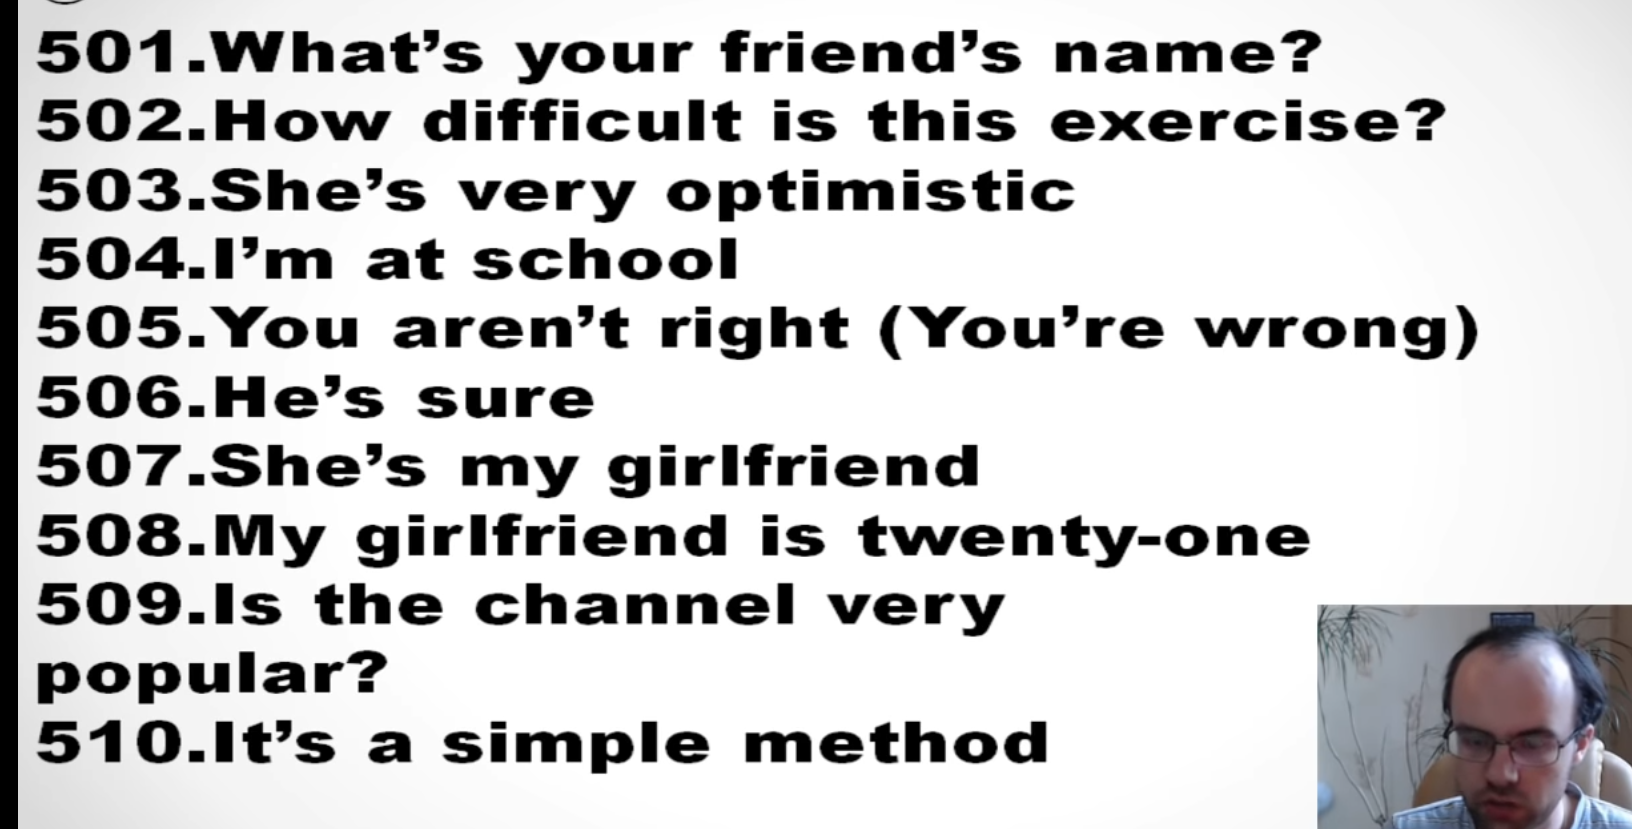 501.What’s your friend’s name?
502.How difficult is this exercise?
503.She’s very optimistic
504.I’m at school
505.You aren’t right (You’re wrong)
506.He’s sure
507.She’s my girlfriend
508.My girlfriend is twenty-one
509.Is the channel very
popular?
510.It’s a simple method